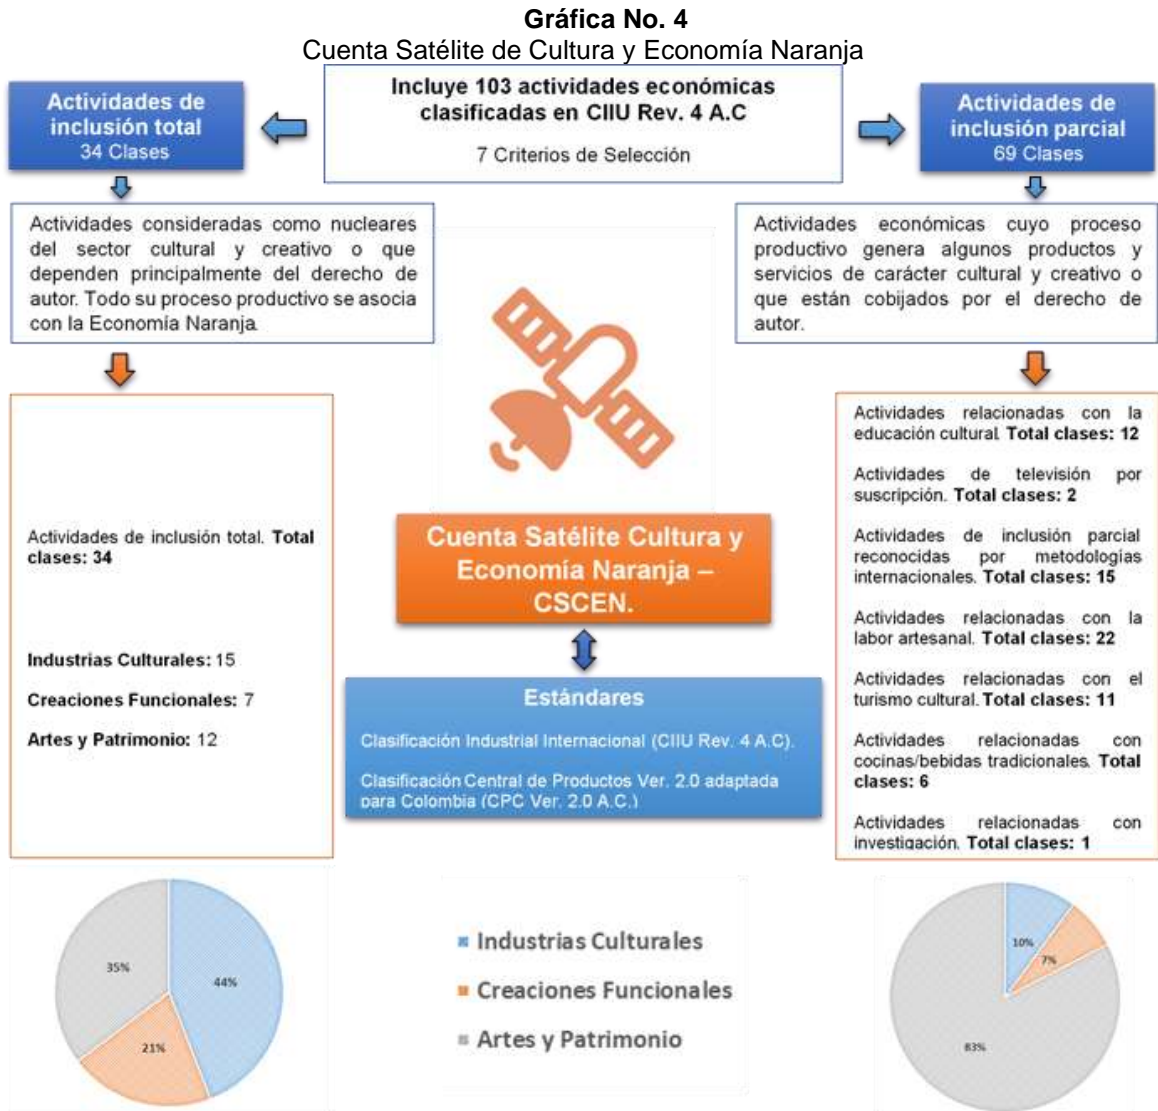 Gráfica No. 4
Cuenta Satélite de Cultura y Economía Naranja
Incluye 103 actividades económicas
clasificadas en CIIU Rev. 4 A.C
7 Criterios de Selección
Actividades de
inclusión total
34 Clases
Actividades de
inclusión parcial
69 Clases
Actividades consideradas como nucleares
del sector cultural y creativo o que
dependen principalmente del derecho de
autor. Todo su proceso productivo se asocia
con la Economía Naranja.
Actividades económicas cuyo proceso
productivo genera algunos productos y
servicios de carácter cultural y creativo o
que están cobijados por el derecho de
autor.
Actividades de inclusión total. Total
clases: 34
Industrias Culturales: 15
Creaciones Funcionales: 7
Artes y Patrimonio: 12
Cuenta Satélite Cultura y
Economía Naranja –
CSCEN.
Estándares
Clasificación Industrial Internacional (CIIU Rev. 4 A.C).
Clasificación Central de Productos Ver. 2.0 adaptada
para Colombia (CPC Ver. 2.0 A.C.)
Actividades relacionadas con la
educación cultural. Total clases: 12
Actividades de televisión por
suscripción. Total clases: 2
Actividades de inclusión parcial
reconocidas por metodologías
internacionales. Total clases: 15
Actividades relacionadas con la
labor artesanal. Total clases: 22
Actividades relacionadas con el
turismo cultural. Total clases: 11
Actividades relacionadas con
cocinas/bebidas tradicionales. Total
clases: 6
Actividades relacionadas con
investigación. Total clases: 1
35%
44%
21%
Industrias Culturales
Creaciones Funcionales
Artes y Patrimonio
10%
7%
83%